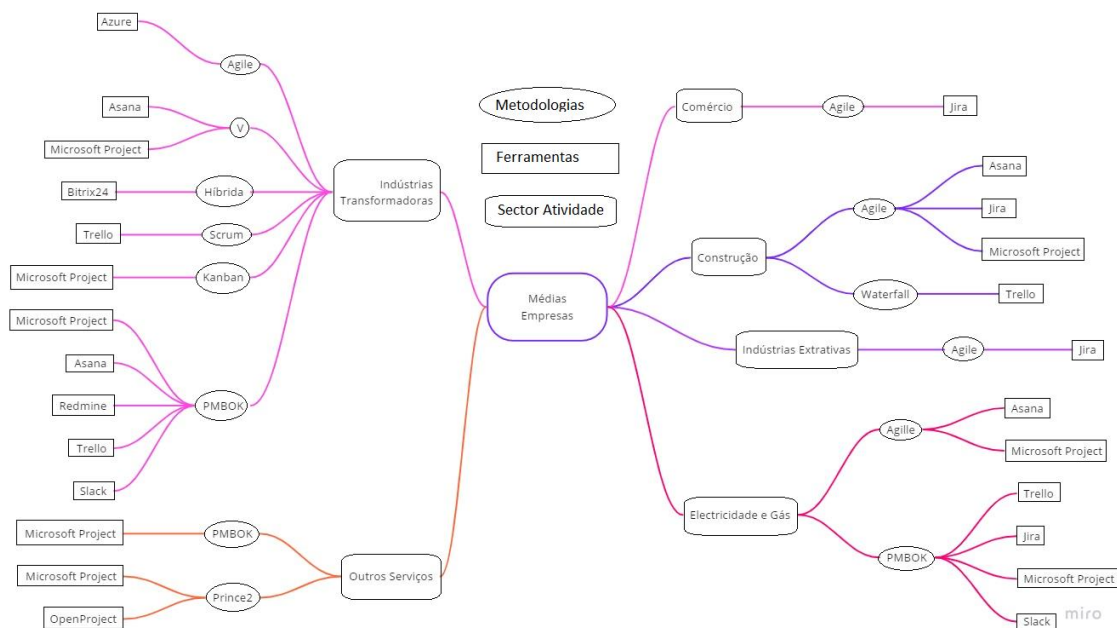 Azure
Agile
Asana
V
Microsoft Project
Bitrix24
Híbrida
Trello
Scrum
Microsoft Project
Kanban
Microsoft Project
Asana
Redmine
PMBOK
Trello
Slack
Indústrias
Transformadoras
Microsoft Project
PMBOK
Microsoft Project
Prince2
OpenProject
Outros Serviços
Metodologias
Ferramentas
Sector Atividade
Médias
Empresas
Comércio
Agile
Jira
Construção
Agile
Asana
Jira
Microsoft Project
Waterfall
Trello
Indústrias Extrativas
Agile
Jira
Electricidade e Gás
Agille
Asana
Microsoft Project
PMBOK
Trello
Jira
Microsoft Project
Slack
miro